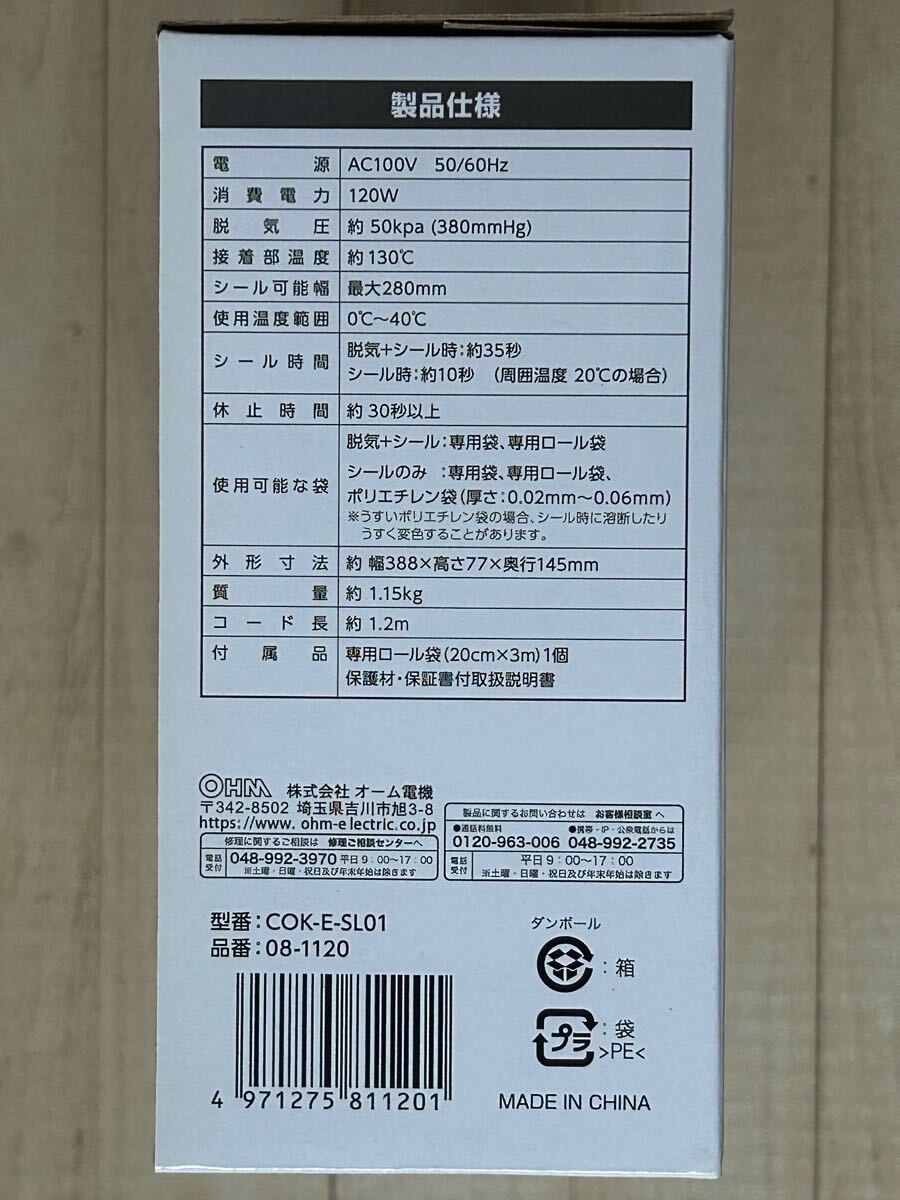 製品仕様
電源 AC100V 50/60Hz
消費電力 120W
脱気圧 約 50kpa (380mmHg)
接着部温度 約130℃
シール可能幅 最大280mm
使用温度範囲 0℃～40℃
シール時間 脱気+シール時:約35秒
シール時:約10秒 (周囲温度 20℃の場合)
休止時間 約 30秒以上
使用可能な袋 脱気+シール:専用袋、専用ロール袋
シールのみ :専用袋、専用ロール袋、
ポリエチレン袋(厚さ:0.02mm～0.06mm)
※うすいポリエチレン袋の場合、シール時に溶断したり
うすく変色することがあります。
外形寸法 約 幅388×高さ77×奥行145mm
質量 約 1.15kg
コード長 約 1.2m
付属品 専用ロール袋(20cm×3m)1個
保護材・保証書付取扱説明書
OHM 株式会社 オーム電機
〒342-8502 埼玉県吉川市旭3-8
https://www.ohm-electric.co.jp
修理に関するご相談は 修理ご相談センターへ
電話受付 048-992-3970 平日 9:00～17:00
※土曜・日曜・祝日及び年末年始は除きます
製品に関するお問い合わせは お客様相談室 へ
●通話料無料 ●携帯・IP・公衆電話からは
0120-963-006 048-992-2735
電話受付 平日 9:00～17:00
※土曜・日曜・祝日及び年末年始は除きます
型番:COK-E-SL01
品番:08-1120
4 971275 811201
ダンボール
:箱
プラ :袋
>PE<
MADE IN CHINA